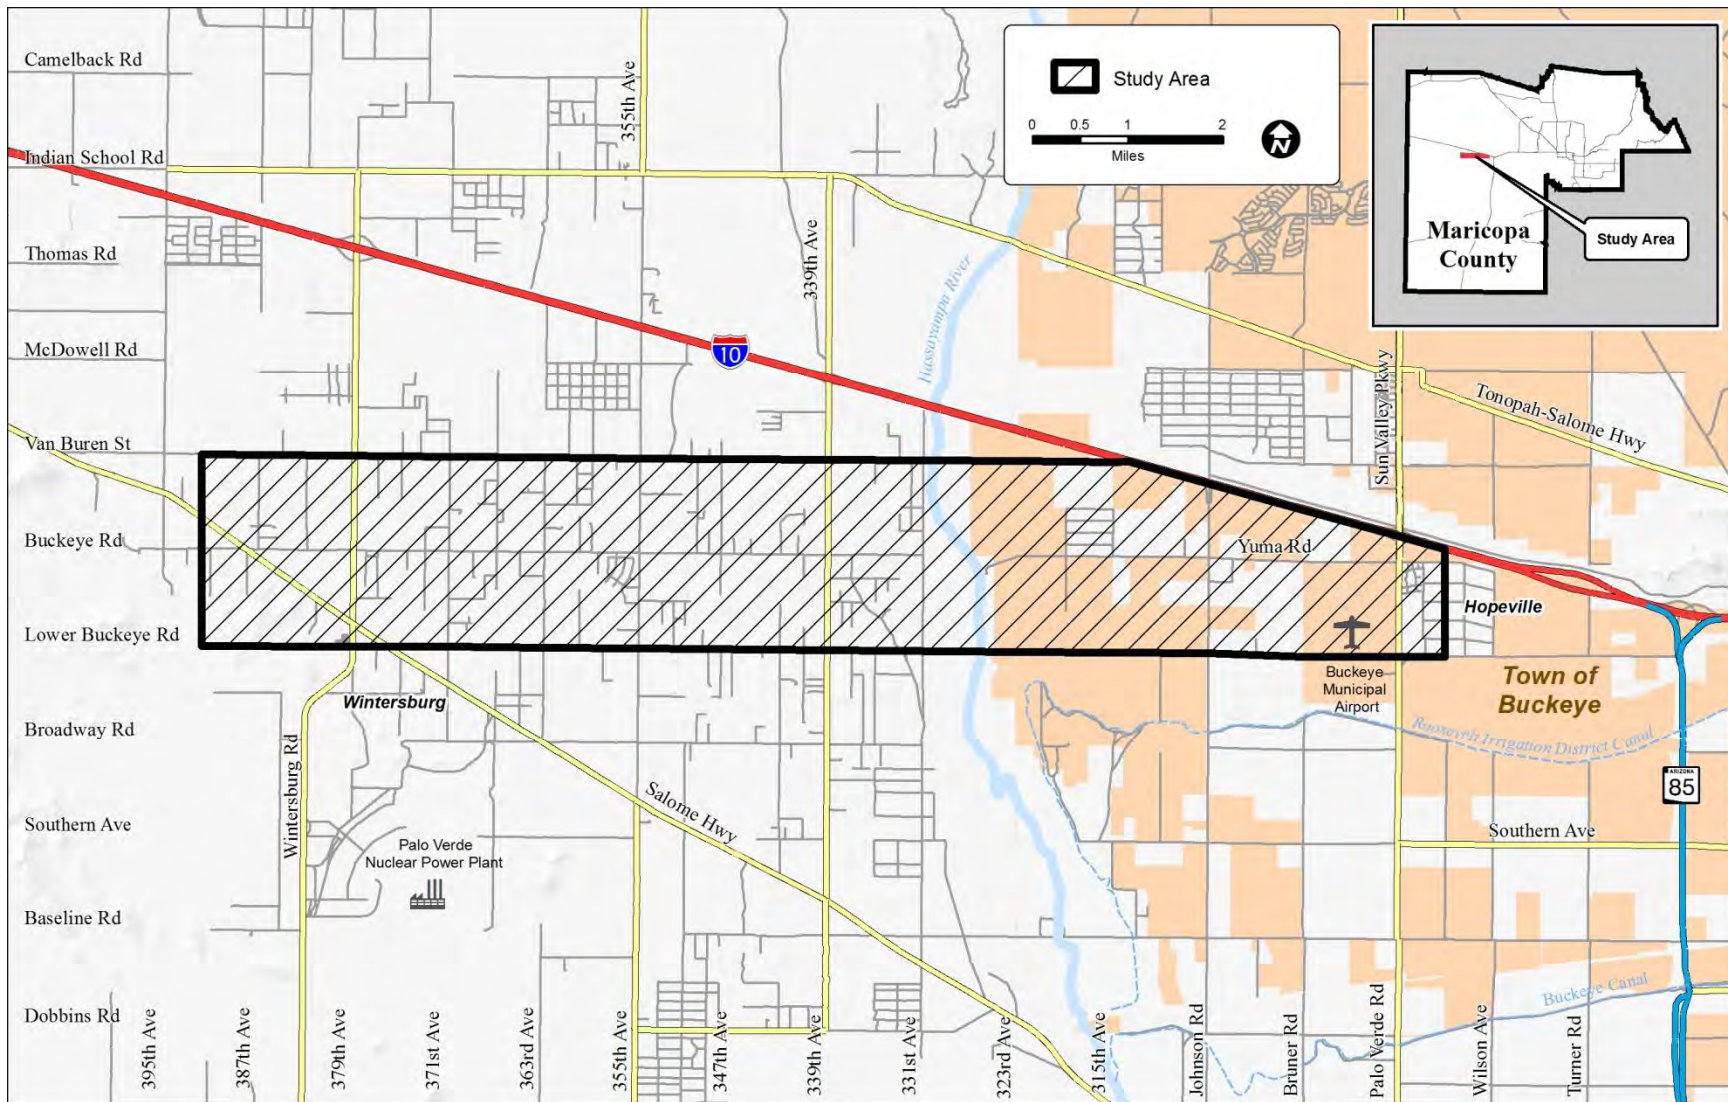 Camelback Rd
Indian School Rd
Thomas Rd
McDowell Rd
Van Buren St
Buckeye Rd
Lower Buckeye Rd
Broadway Rd
Southern Ave
Baseline Rd
Dobbins Rd
355th Ave
339th Ave
Hassayampa River
10
Study Area
0 0.5 1 2
Miles
N
Maricopa
County
Study Area
Sun Valley Pkwy
Tonopah-Salome Hwy
Yuma Rd
Hopeville
Buckeye
Municipal
Airport
Town of
Buckeye
Roosevelt Irrigation District Canal
ARIZONA
85
Wintersburg
Wintersburg Rd
Salome Hwy
Palo Verde
Nuclear Power Plant
Southern Ave
Buckeye Canal
395th Ave
387th Ave
379th Ave
371st Ave
363rd Ave
355th Ave
347th Ave
339th Ave
331st Ave
323rd Ave
315th Ave
Johnson Rd
Bruner Rd
Palo Verde Rd
Wilson Ave
Turner Rd